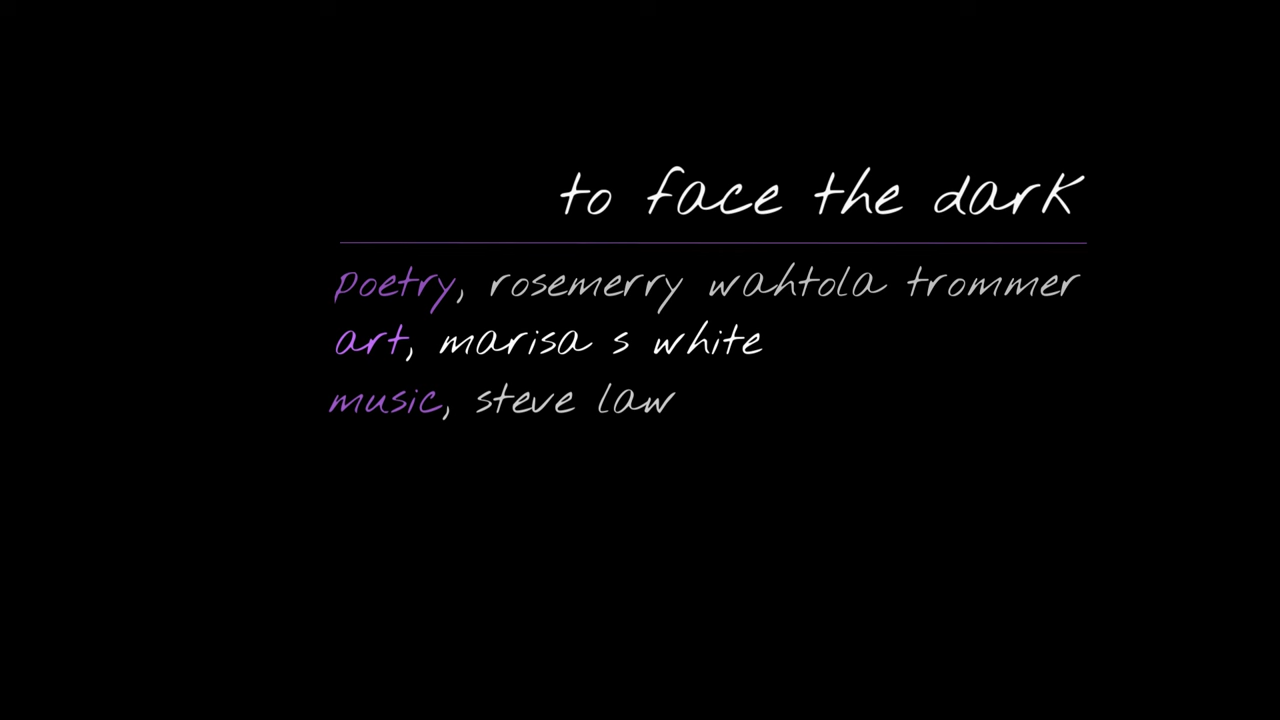 to face the dark
poetry, rosemerry wahtola trommer
art, marisa s white
music, steve law